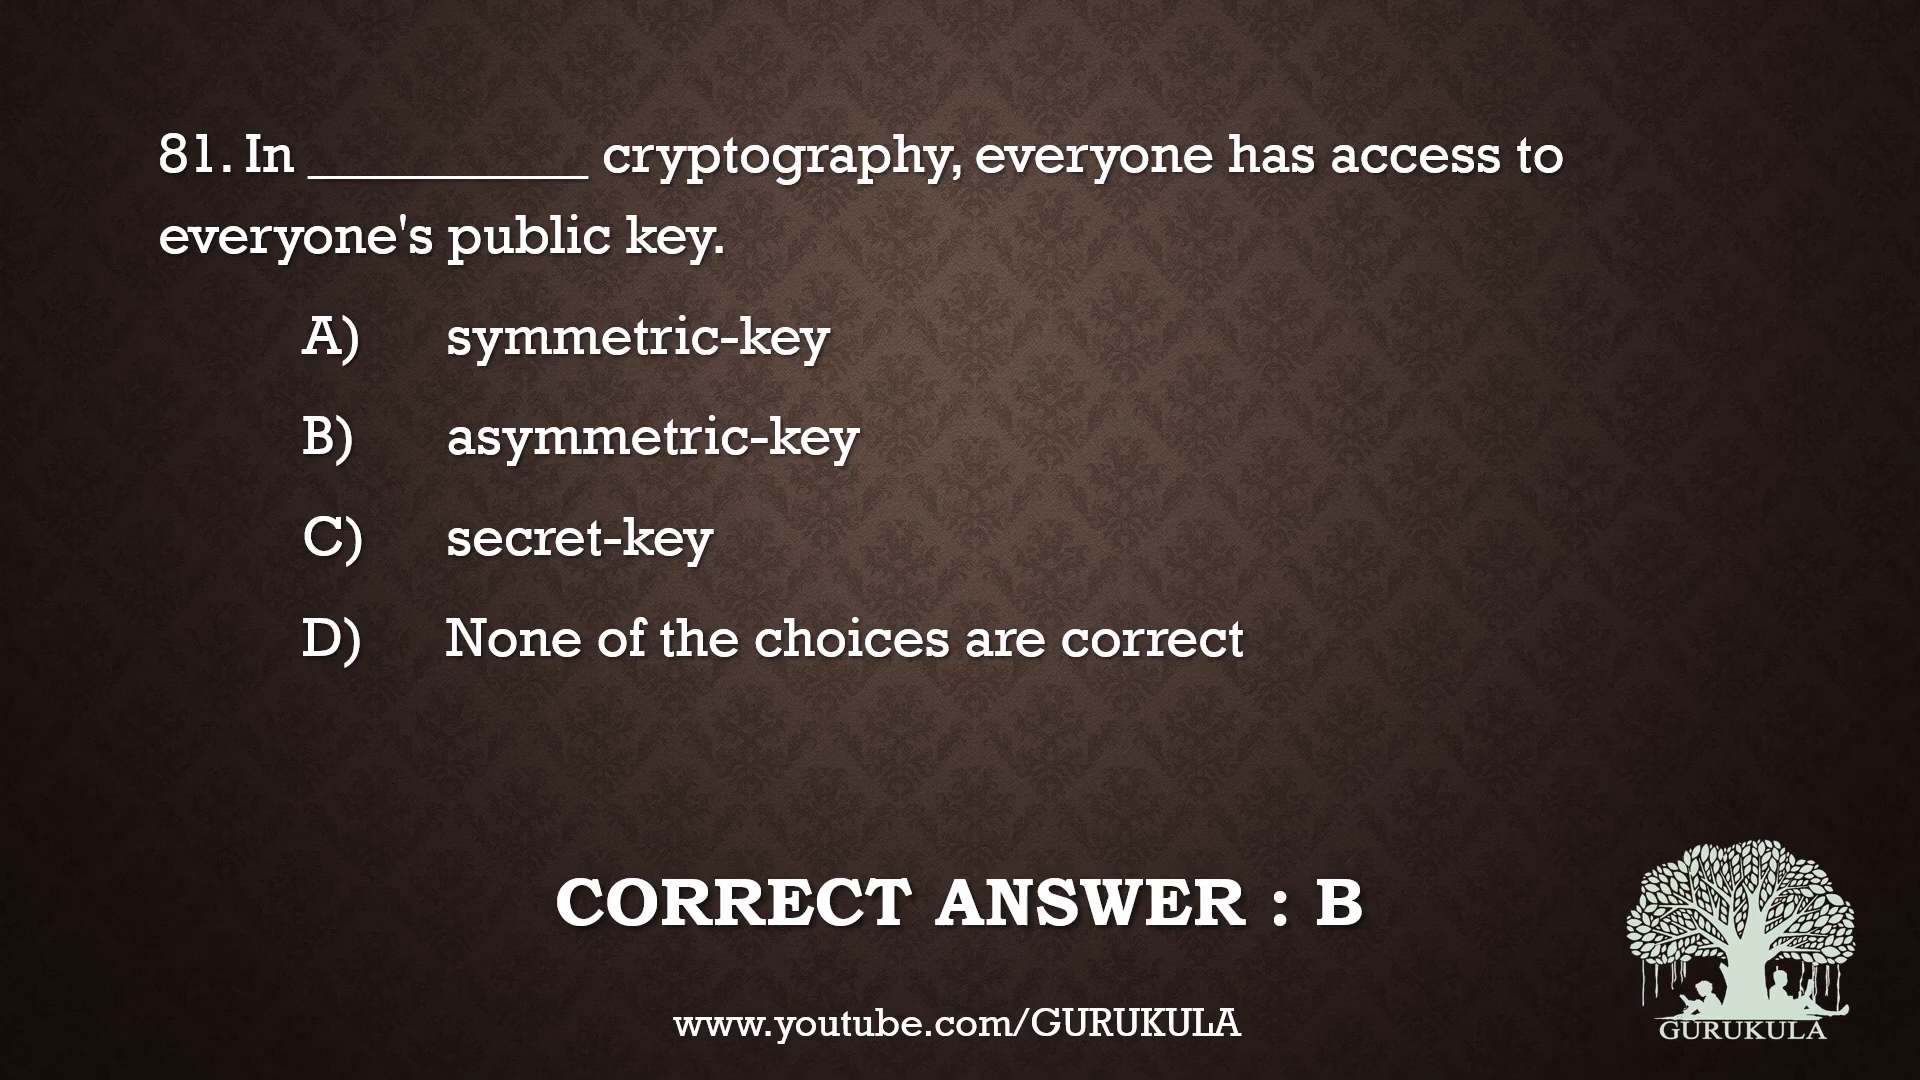 81. In ___________ cryptography, everyone has access to
everyone's public key.
A) symmetric-key
B) asymmetric-key
C) secret-key
D) None of the choices are correct
CORRECT ANSWER : B
www.youtube.com/GURUKULA
GURUKULA